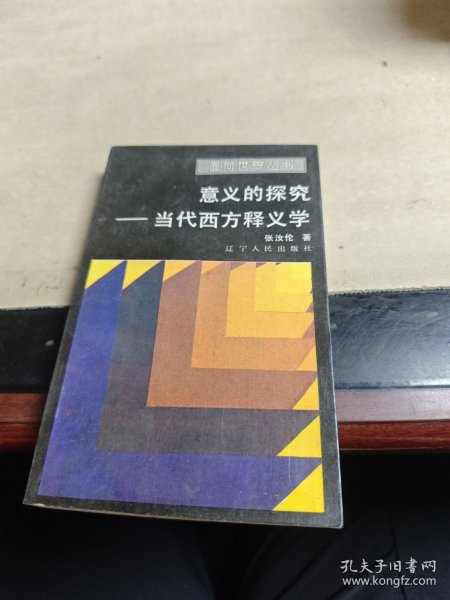 面向世界丛书
意义的探究
——当代西方释义学
张汝伦 著
辽宁人民出版社
孔夫子旧书网
www.kongfz.com